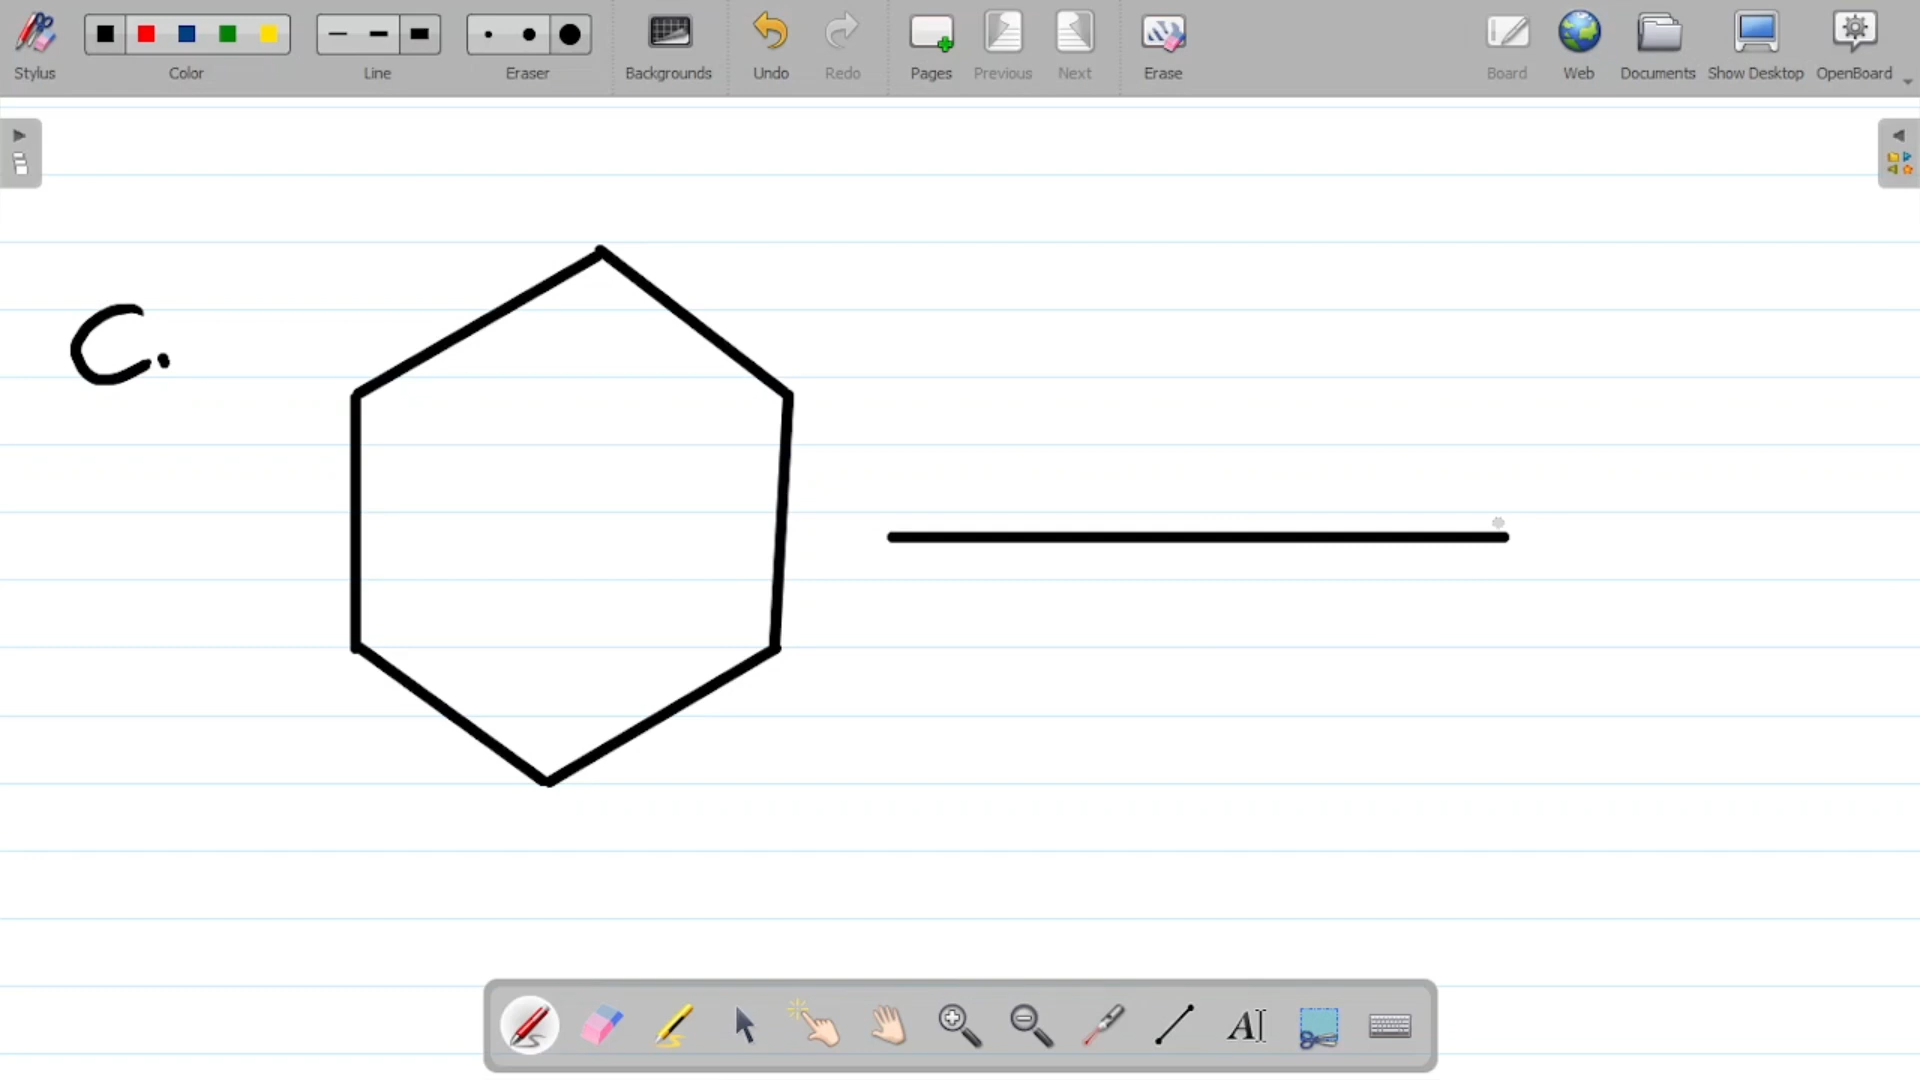 Stylus Color Line Eraser Backgrounds Undo Redo Pages Previous Next Erase Board Web Documents Show Desktop OpenBoard
C.
A